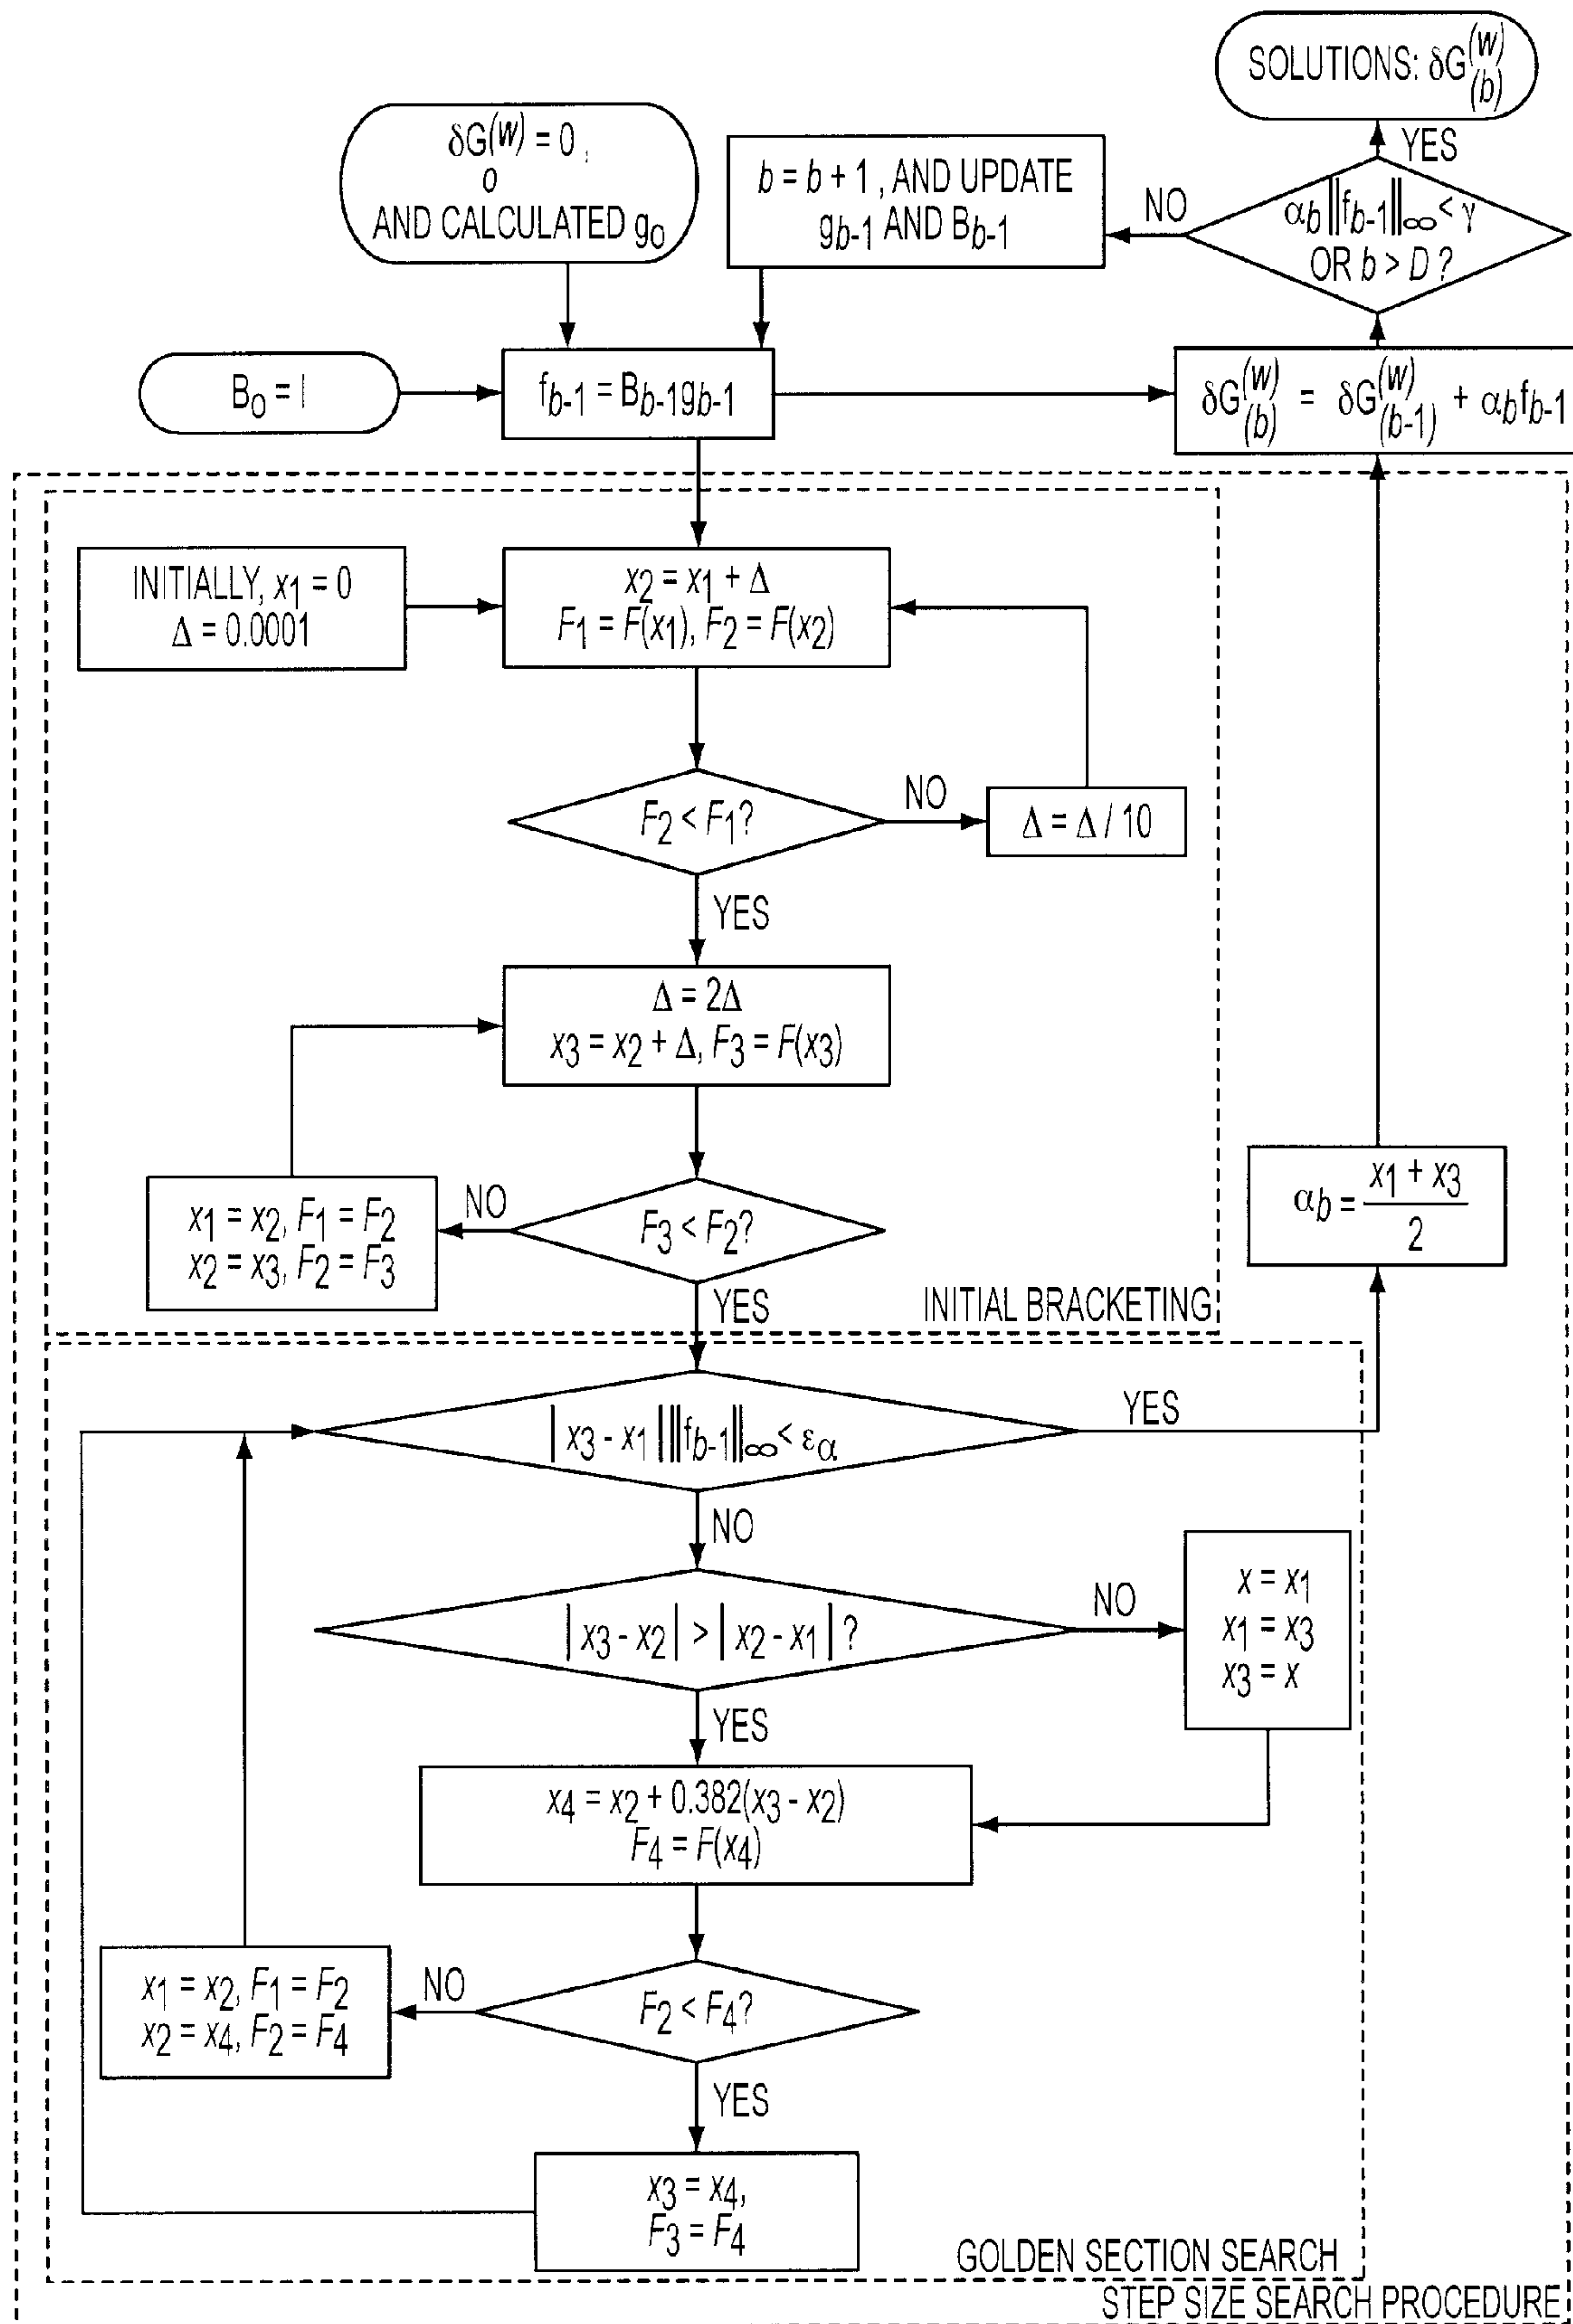 SOLUTIONS: δG(w)(b)
YES
δG(w) = 0 ,
o
AND CALCULATED g0
b = b + 1 , AND UPDATE
gb-1 AND Bb-1
NO
αb‖fb-1‖∞ < γ
OR b > D ?
B0 = I
fb-1 = Bb-1gb-1
δG(w)(b) = δG(w)(b-1) + αbfb-1
INITIALLY, x1 = 0
Δ = 0.0001
x2 = x1 + Δ
F1 = F(x1), F2 = F(x2)
F2 < F1?
NO
Δ = Δ / 10
YES
Δ = 2Δ
x3 = x2 + Δ, F3 = F(x3)
x1 = x2, F1 = F2
x2 = x3, F2 = F3
NO
F3 < F2?
YES
INITIAL BRACKETING
αb = x1 + x3
2
|x3 - x1|‖fb-1‖∞ < εα
YES
NO
|x3 - x2| > |x2 - x1| ?
NO
x = x1
x1 = x3
x3 = x
YES
x4 = x2 + 0.382(x3 - x2)
F4 = F(x4)
x1 = x2, F1 = F2
x2 = x4, F2 = F4
NO
F2 < F4?
YES
x3 = x4,
F3 = F4
GOLDEN SECTION SEARCH
STEP SIZE SEARCH PROCEDURE